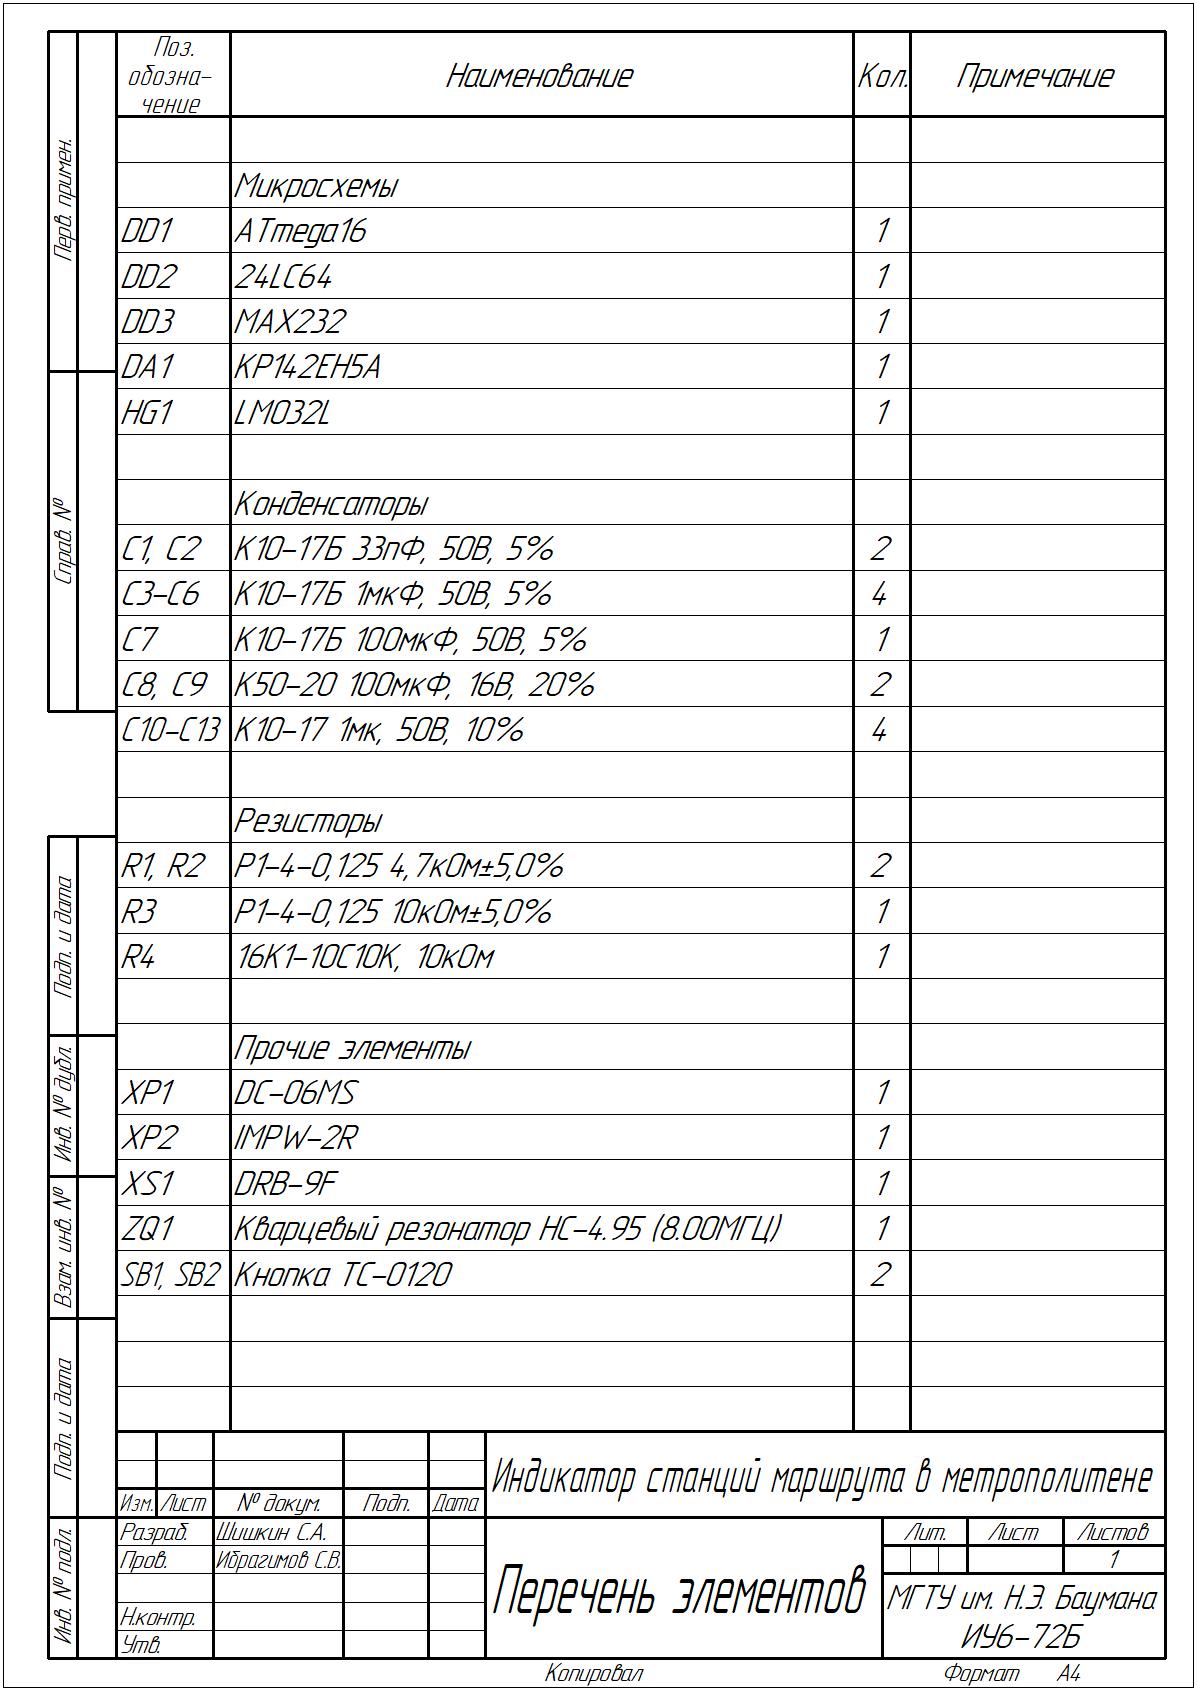 Поз. обозна- чение Наименование Кол. Примечание
Микросхемы
DD1 ATmega16 1
DD2 24LC64 1
DD3 MAX232 1
DA1 КР142ЕН5А 1
HG1 LM032L 1
Конденсаторы
C1, C2 К10-17Б 33пФ, 50В, 5% 2
C3-C6 К10-17Б 1мкФ, 50В, 5% 4
C7 К10-17Б 100мкФ, 50В, 5% 1
C8, C9 К50-20 100мкФ, 16В, 20% 2
C10-C13 К10-17 1мк, 50В, 10% 4
Резисторы
R1, R2 Р1-4-0,125 4,7кОм±5,0% 2
R3 Р1-4-0,125 10кОм±5,0% 1
R4 16К1-10С10К, 10кОм 1
Прочие элементы
XP1 DC-06MS 1
XP2 IMPW-2R 1
XS1 DRB-9F 1
ZQ1 Кварцевый резонатор НС-4.95 (8.00МГЦ) 1
SB1, SB2 Кнопка ТС-0120 2
Перв. примен.
Справ. №
Подп. и дата
Инв. № дубл.
Взам. инв. №
Подп. и дата
Инв. № подл.
Индикатор станций маршрута в метрополитене
Изм. Лист № докум. Подп. Дата
Разраб. Шишкин С.А.
Пров. Ибрагимов С.В.
Н.контр.
Утв.
Перечень элементов
Лит. Лист Листов
1
МГТУ им. Н.Э. Баумана
ИУ6-72Б
Копировал Формат А4